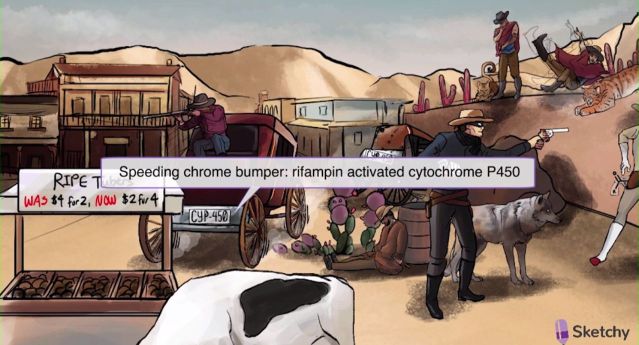 Speeding chrome bumper: rifampin activated cytochrome P450
RIPE Tubers
WAS $4 for 2, NOW $2 for 4
CYP-450
Sketchy